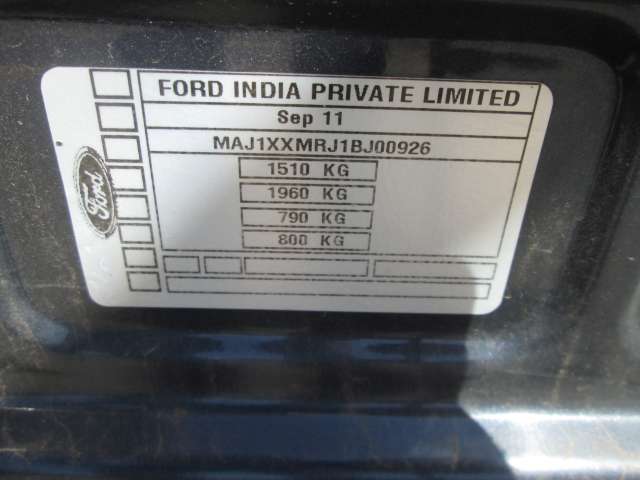 FORD INDIA PRIVATE LIMITED
Sep 11
MAJ1XXMRJ1BJ00926
1510 KG
1960 KG
790 KG
800 KG
Ford